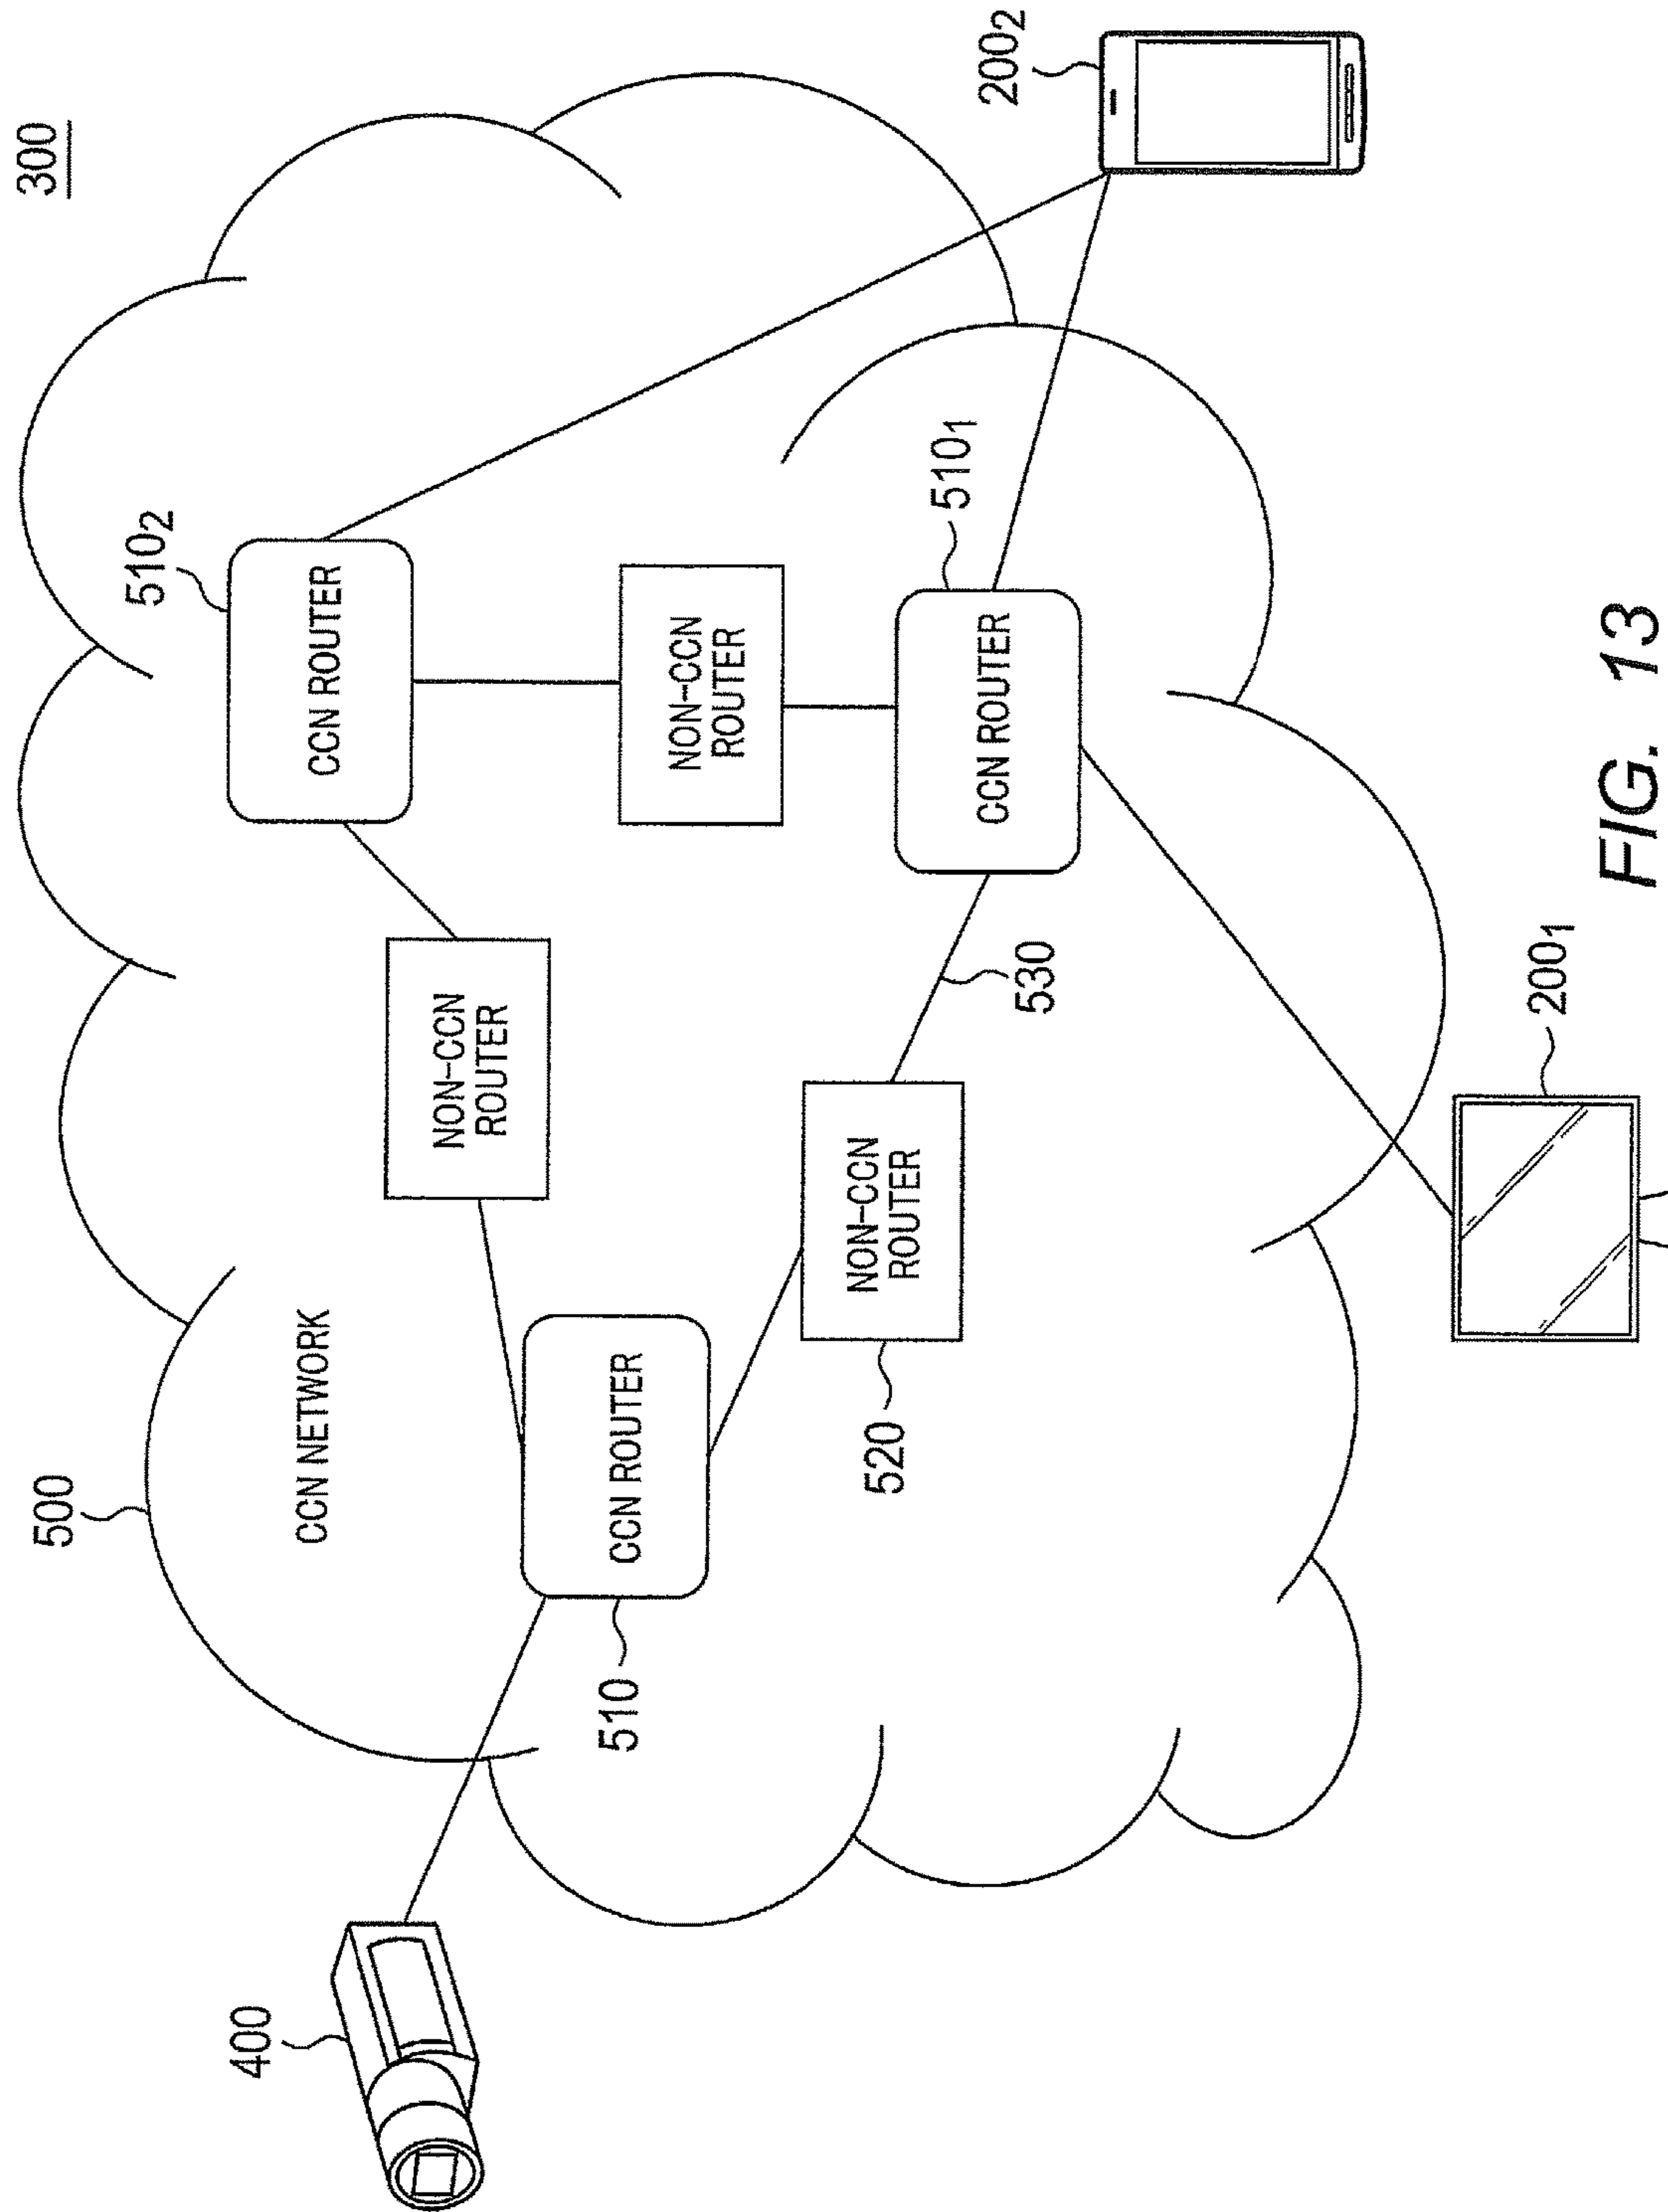 300
500
CCN NETWORK
510₂
CCN ROUTER
NON-CCN
ROUTER
NON-CCN
ROUTER
400
CCN ROUTER
510
NON-CCN
ROUTER
520
530
CCN ROUTER
510₁
200₂
200₁
FIG. 13